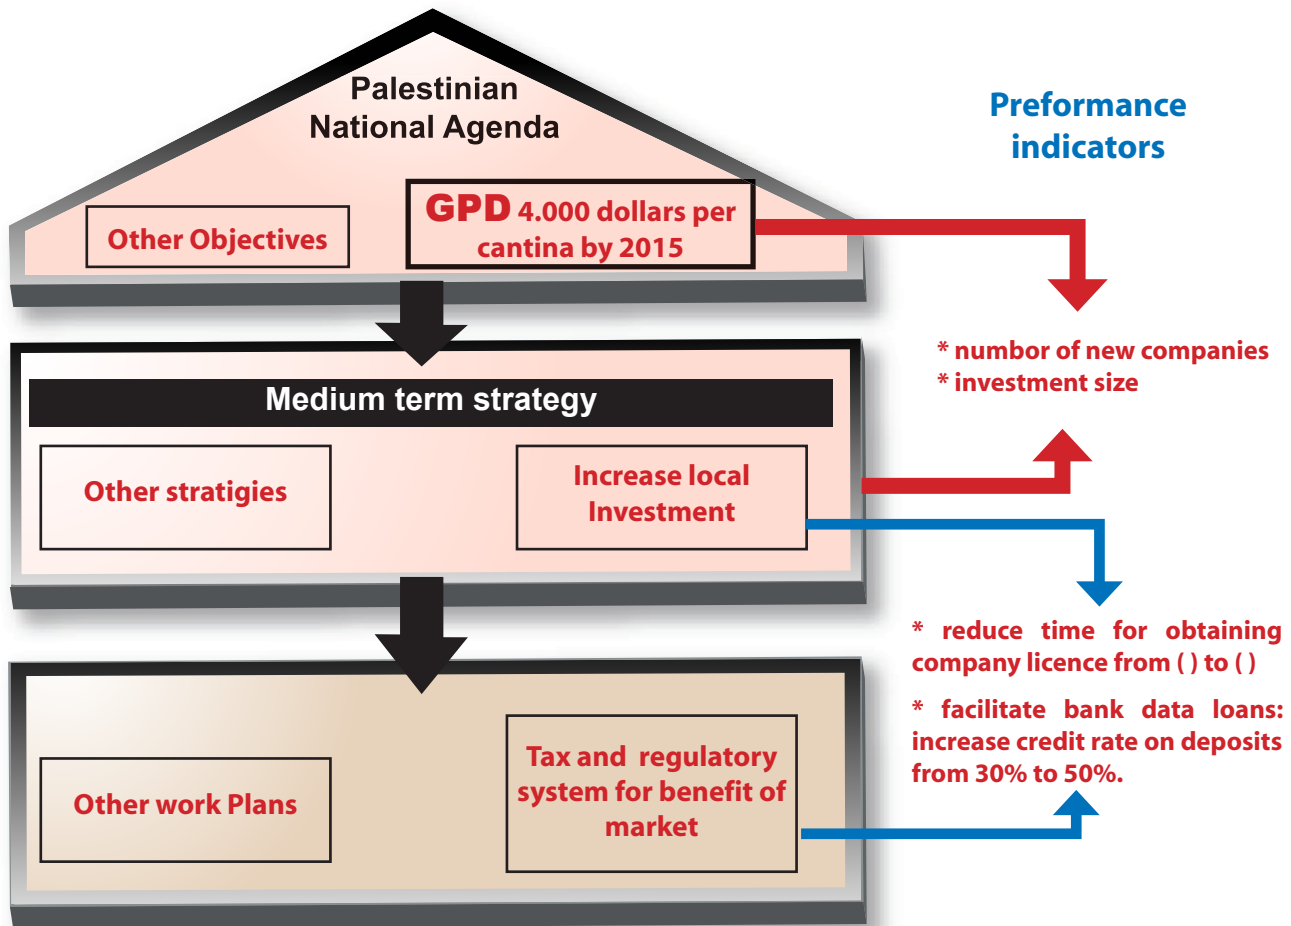 Palestinian
National Agenda
Preformance
indicators
Other Objectives
GPD 4.000 dollars per
cantina by 2015
* numbor of new companies
* investment size
Medium term strategy
Other stratigies
Increase local
Investment
* reduce time for obtaining
company licence from ( ) to ( )
* facilitate bank data loans:
increase credit rate on deposits
from 30% to 50%.
Other work Plans
Tax and regulatory
system for benefit of
market